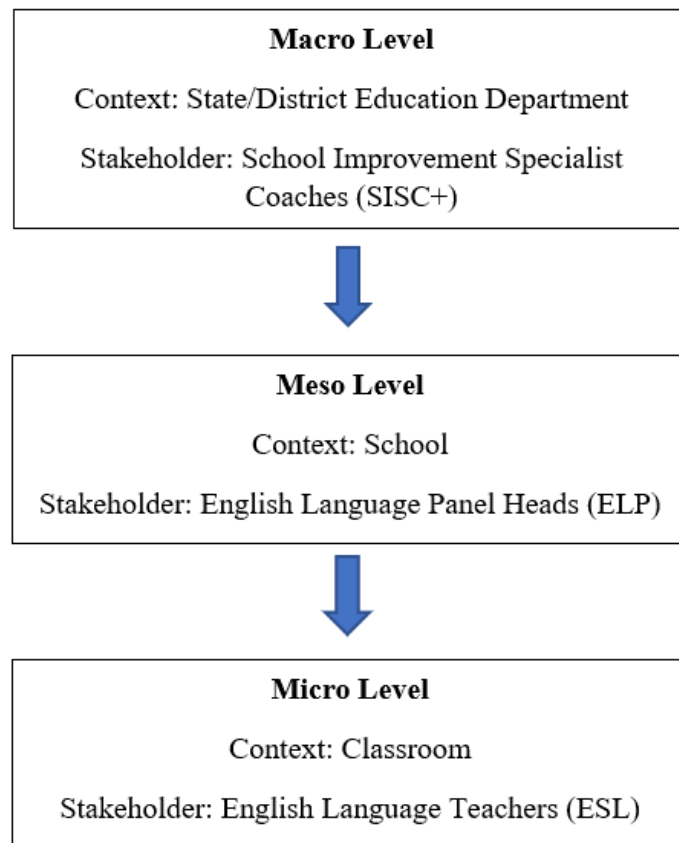 Macro Level
Context: State/District Education Department
Stakeholder: School Improvement Specialist
Coaches (SISC+)
Meso Level
Context: School
Stakeholder: English Language Panel Heads (ELP)
Micro Level
Context: Classroom
Stakeholder: English Language Teachers (ESL)